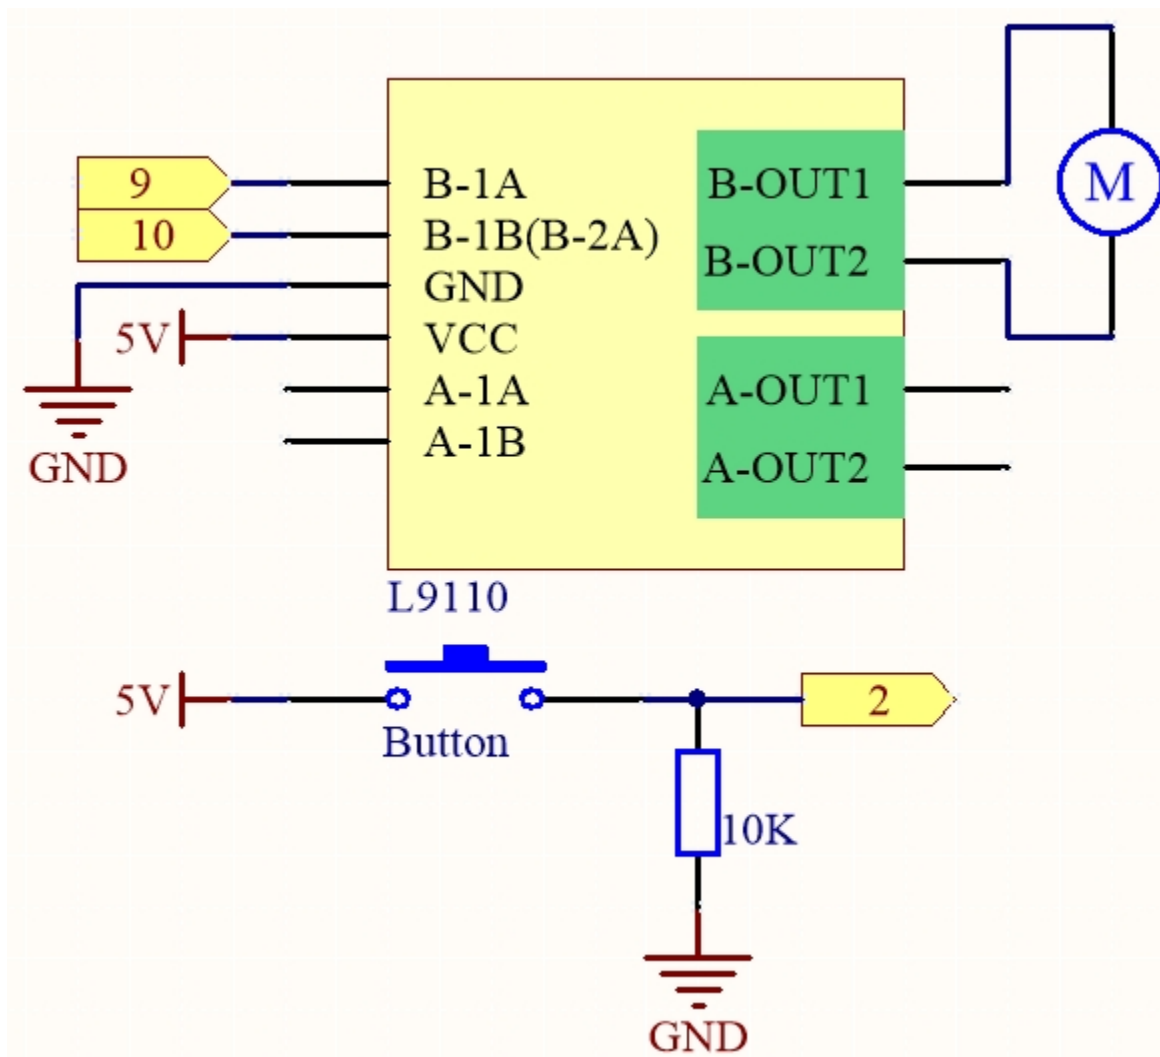 9
10
5V
GND
B-1A
B-1B(B-2A)
GND
VCC
A-1A
A-1B
B-OUT1
B-OUT2
A-OUT1
A-OUT2
M
L9110
5V
Button
2
10K
GND